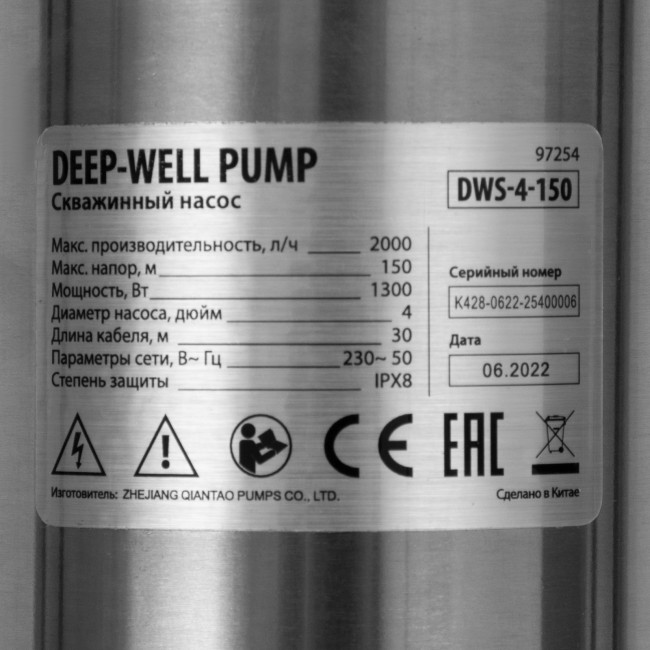 DEEP-WELL PUMP
Скважинный насос
97254
DWS-4-150
Макс. производительность, л/ч 2000
Макс. напор, м 150
Мощность, Вт 1300
Диаметр насоса, дюйм 4
Длина кабеля, м 30
Параметры сети, В~ Гц 230~ 50
Степень защиты IPX8
Серийный номер
K428-0622-25400006
Дата
06.2022
CE EAC
Изготовитель: ZHEJIANG QIANTAO PUMPS CO., LTD.
Сделано в Китае